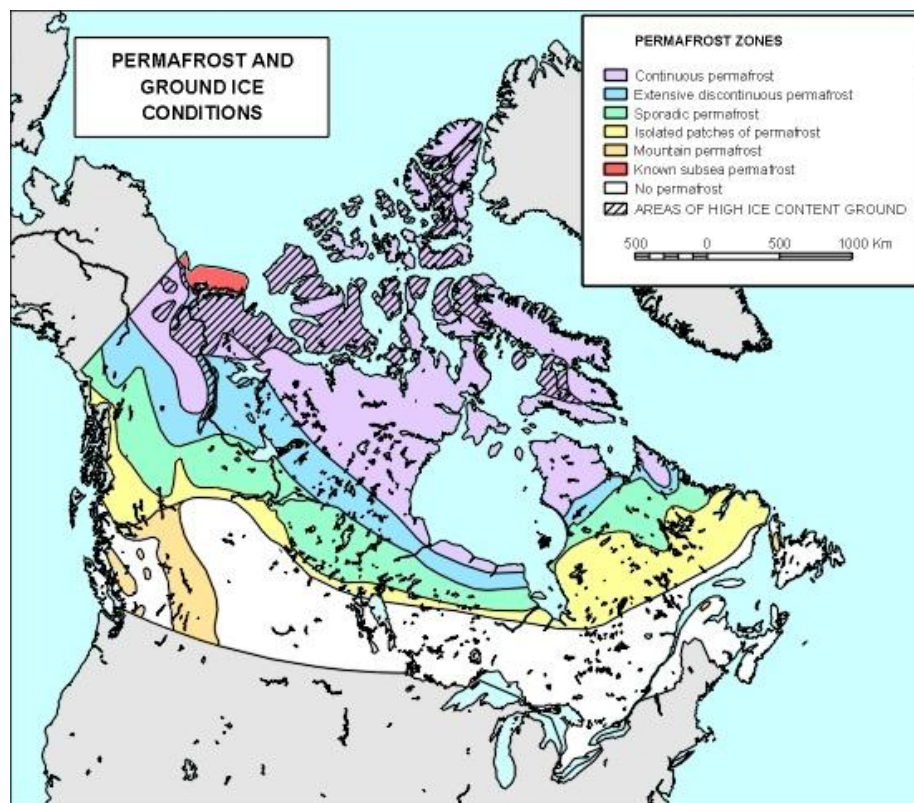 PERMAFROST AND
GROUND ICE
CONDITIONS
PERMAFROST ZONES
Continuous permafrost
Extensive discontinuous permafrost
Sporadic permafrost
Isolated patches of permafrost
Mountain permafrost
Known subsea permafrost
No permafrost
AREAS OF HIGH ICE CONTENT GROUND
500 0 500 1000 Km